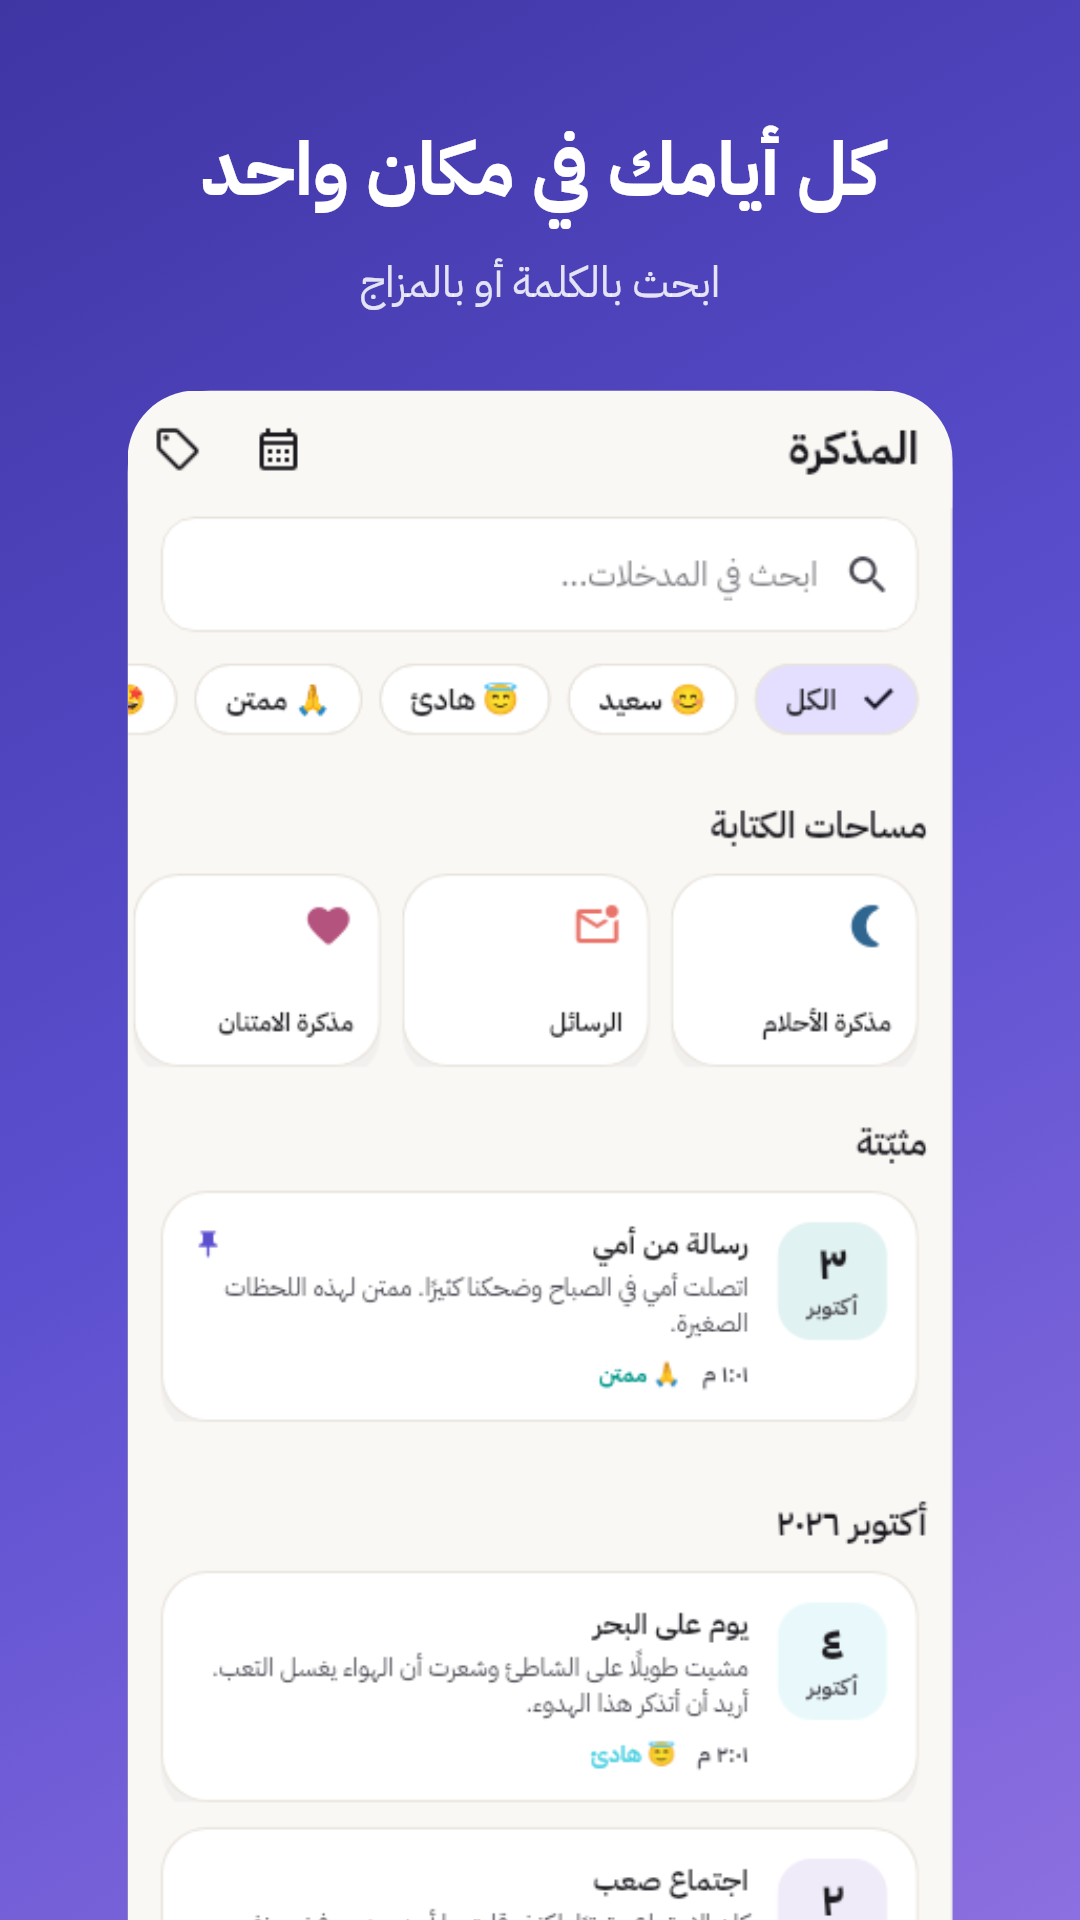 كل أيامك في مكان واحد
ابحث بالكلمة أو بالمزاج
المذكرة
ابحث في المدخلات...
الكل
😊 سعيد
😇 هادئ
🙏 ممتن
مساحات الكتابة
مذكرة الأحلام
الرسائل
مذكرة الامتنان
مثبّتة
٣
أكتوبر
رسالة من أمي
اتصلت أمي في الصباح وضحكنا كثيرًا. ممتن لهذه اللحظات
الصغيرة.
١:٠١ م 🙏 ممتن
أكتوبر ٢٠٢٦
٤
أكتوبر
يوم على البحر
مشيت طويلًا على الشاطئ وشعرت أن الهواء يغسل التعب.
أريد أن أتذكر هذا الهدوء.
٢:٠١ م 😇 هادئ
٢
اجتماع صعب